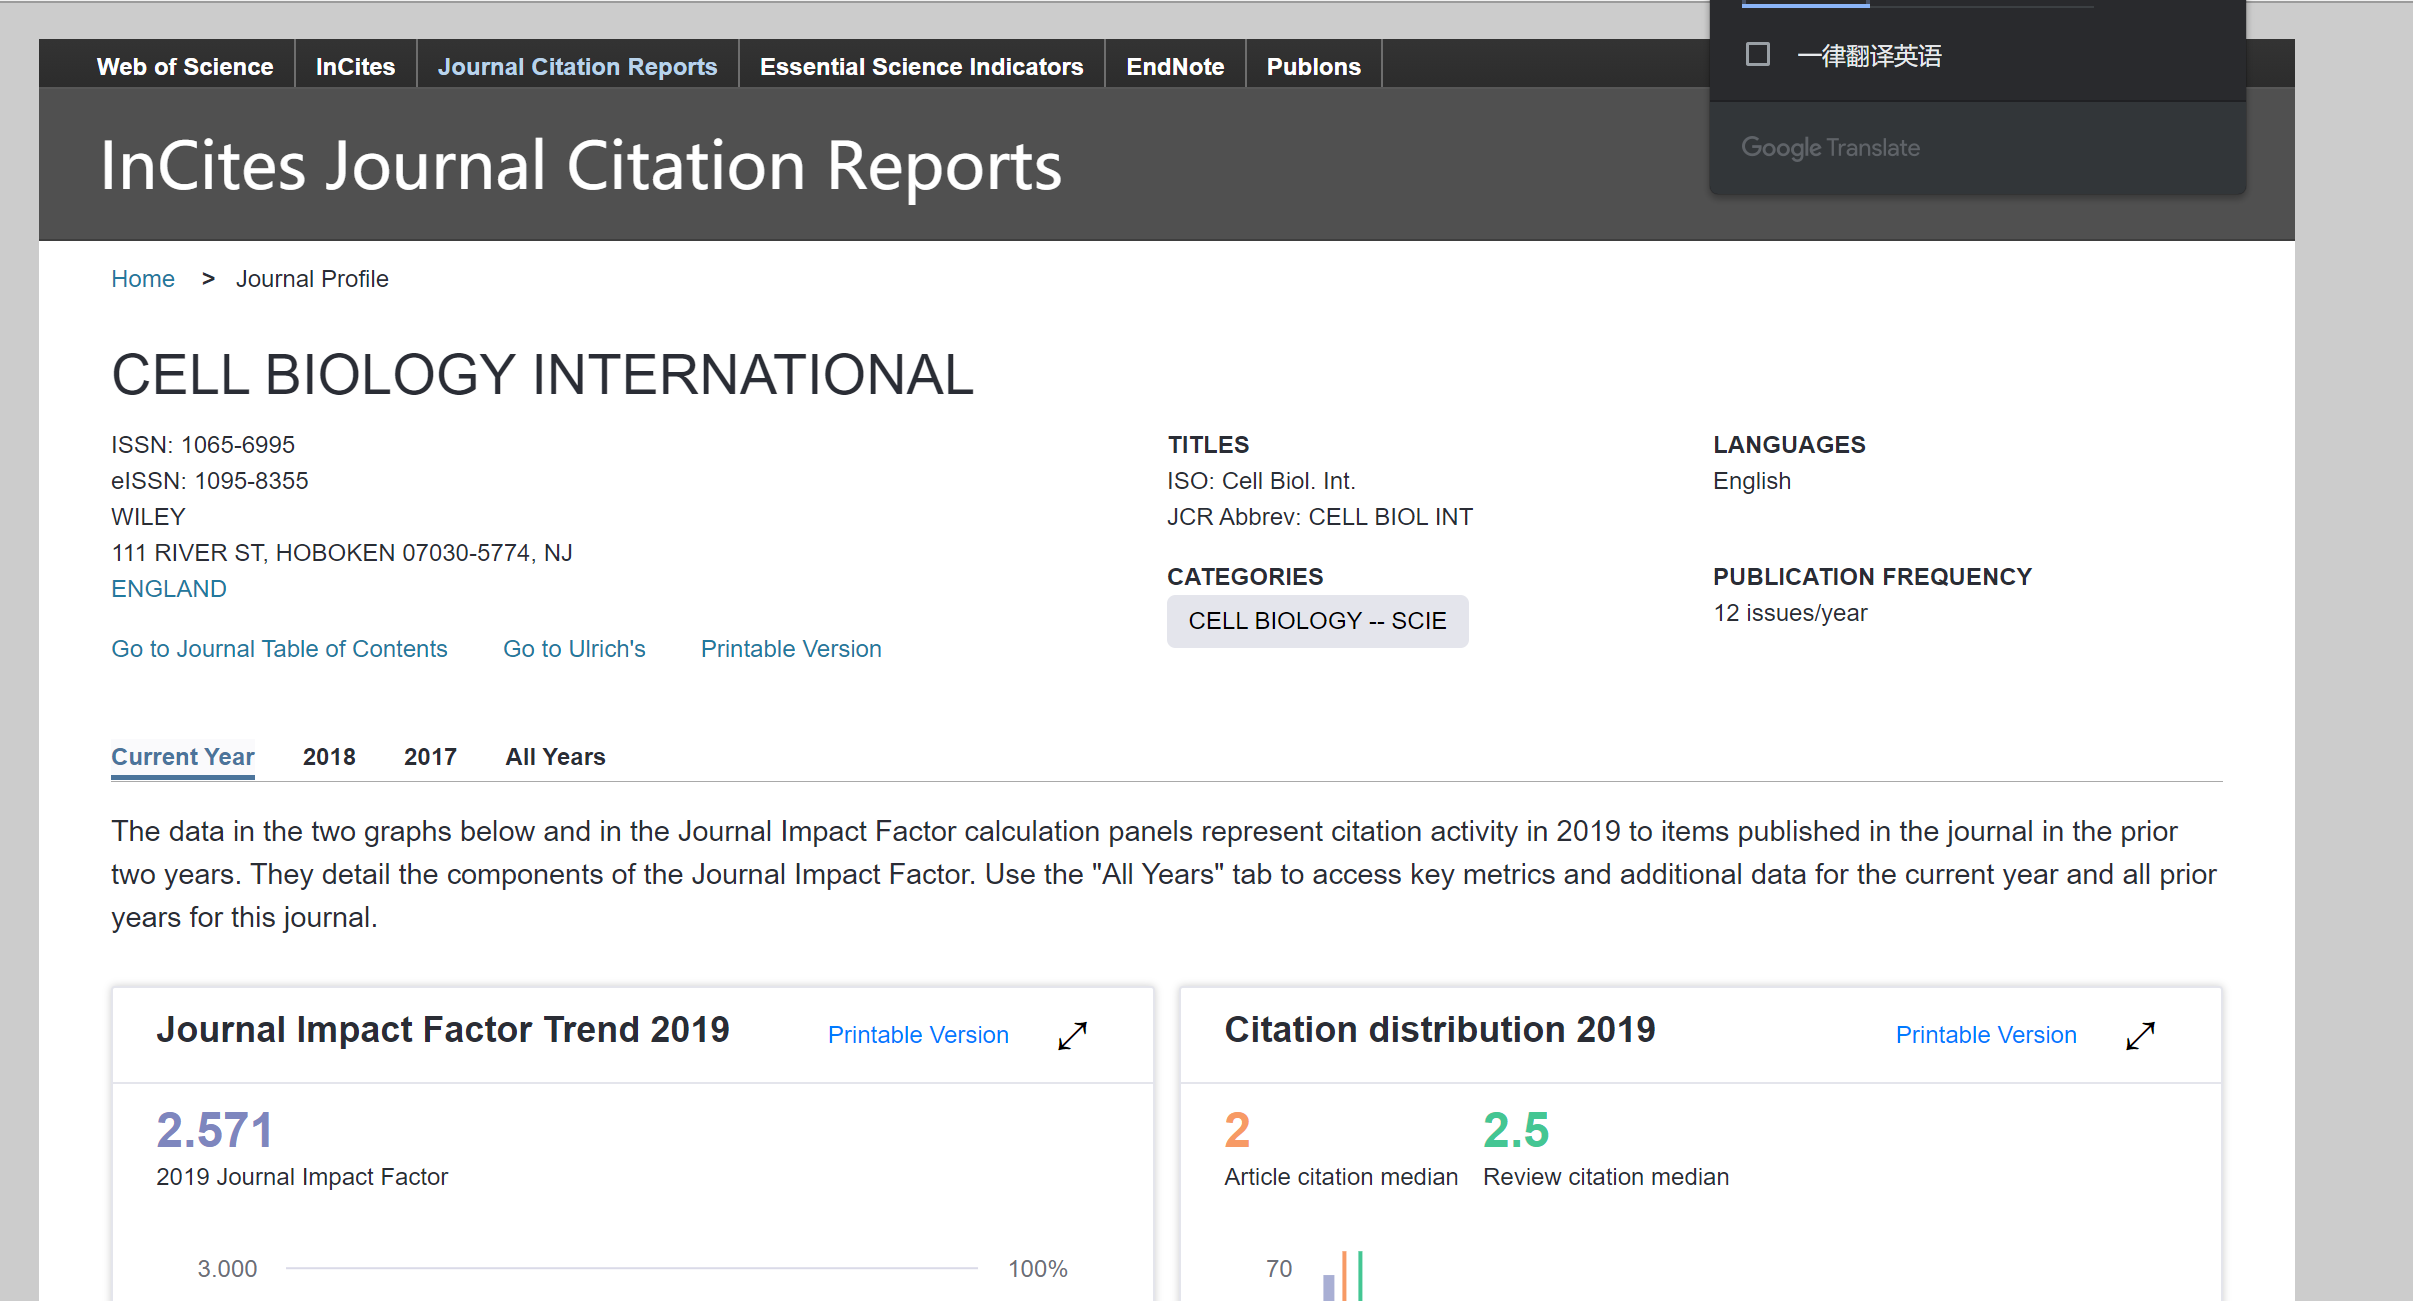 Web of Science InCites Journal Citation Reports Essential Science Indicators EndNote Publons
一律翻译英语
Google Translate
InCites Journal Citation Reports
Home > Journal Profile
CELL BIOLOGY INTERNATIONAL
ISSN: 1065-6995
eISSN: 1095-8355
WILEY
111 RIVER ST, HOBOKEN 07030-5774, NJ
ENGLAND
Go to Journal Table of Contents Go to Ulrich's Printable Version
TITLES
ISO: Cell Biol. Int.
JCR Abbrev: CELL BIOL INT
CATEGORIES
CELL BIOLOGY -- SCIE
LANGUAGES
English
PUBLICATION FREQUENCY
12 issues/year
Current Year 2018 2017 All Years
The data in the two graphs below and in the Journal Impact Factor calculation panels represent citation activity in 2019 to items published in the journal in the prior
two years. They detail the components of the Journal Impact Factor. Use the "All Years" tab to access key metrics and additional data for the current year and all prior
years for this journal.
Journal Impact Factor Trend 2019 Printable Version
2.571
2019 Journal Impact Factor
3.000 100%
Citation distribution 2019 Printable Version
2 2.5
Article citation median Review citation median
70